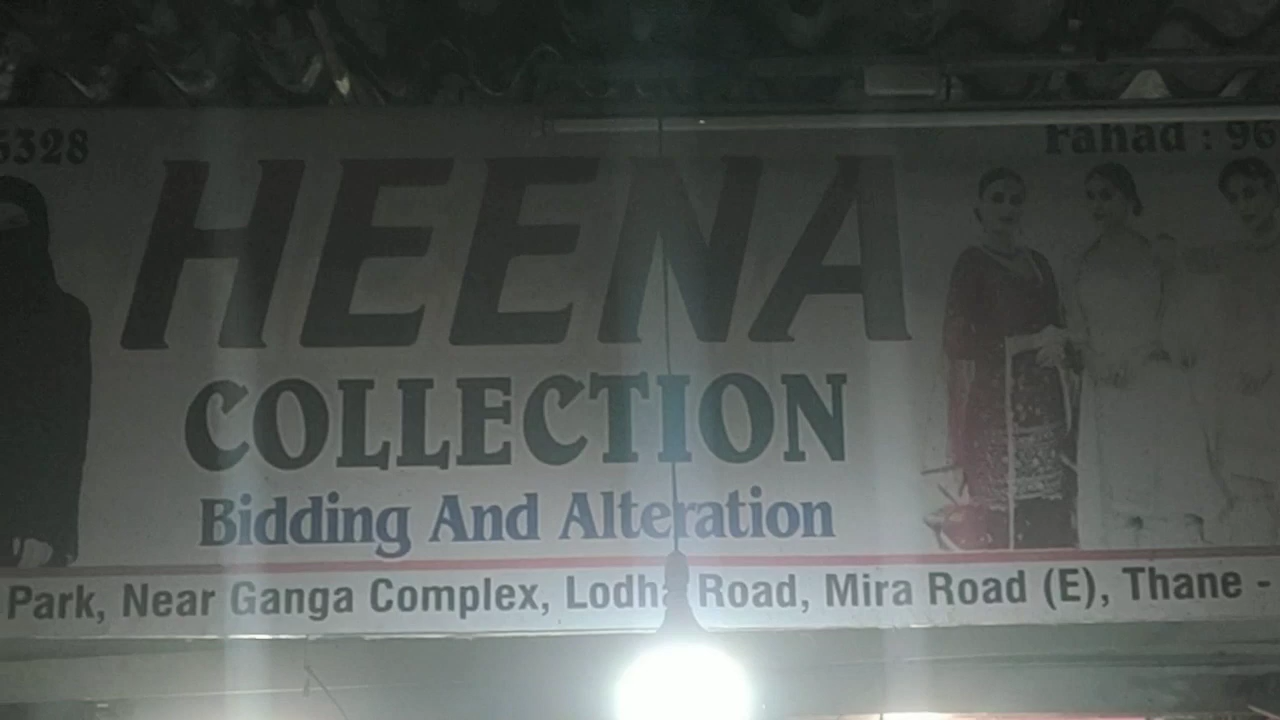 5328
Fahad : 96
HEENA
COLLECTION
Bidding And Alteration
Park, Near Ganga Complex, Lodha Road, Mira Road (E), Thane -